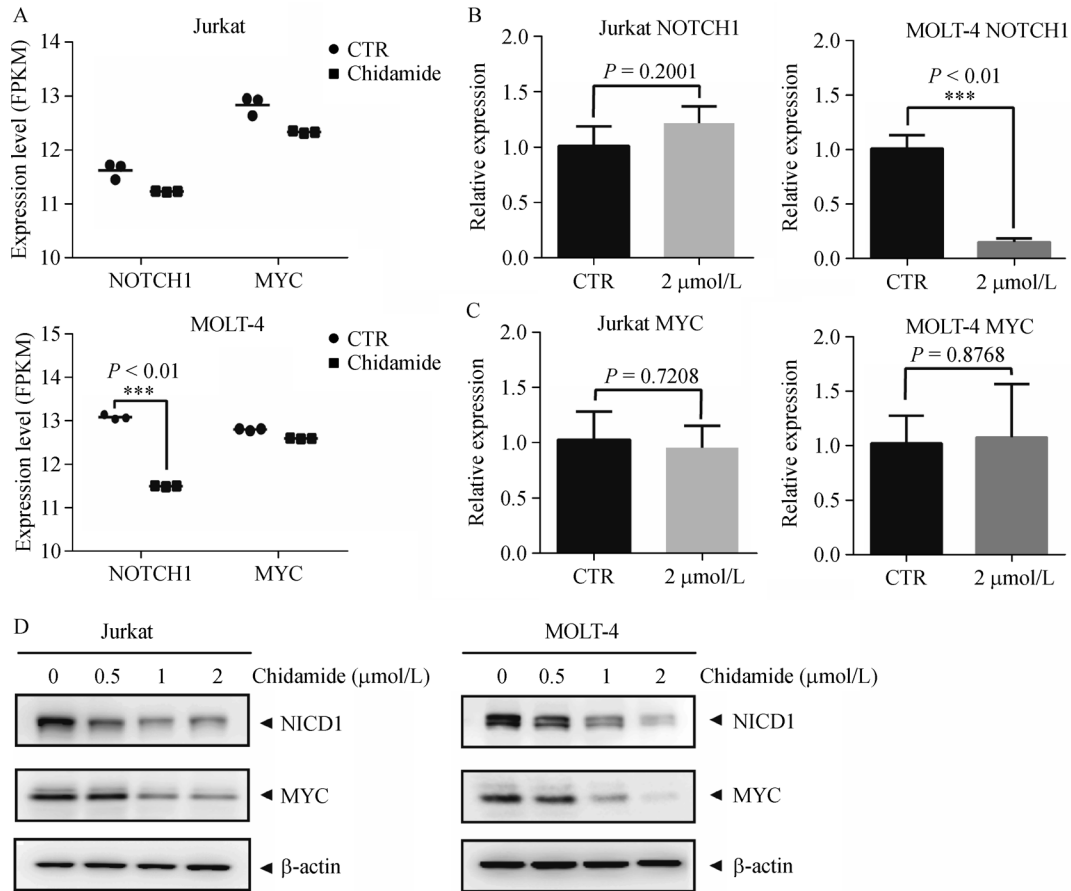 A
Jurkat
Expression level (FPKM)
14
13
12
11
10
CTR
Chidamide
NOTCH1 MYC
MOLT-4
Expression level (FPKM)
15
14
13
12
11
10
CTR
Chidamide
P < 0.01
***
NOTCH1 MYC
B
Jurkat NOTCH1
Relative expression
2.0
1.5
1.0
0.5
0.0
P = 0.2001
CTR 2 μmol/L
MOLT-4 NOTCH1
Relative expression
2.0
1.5
1.0
0.5
0.0
P < 0.01
***
CTR 2 μmol/L
C
Jurkat MYC
Relative expression
2.0
1.5
1.0
0.5
0.0
P = 0.7208
CTR 2 μmol/L
MOLT-4 MYC
Relative expression
2.0
1.5
1.0
0.5
0.0
P = 0.8768
CTR 2 μmol/L
D
Jurkat
0 0.5 1 2 Chidamide (μmol/L)
NICD1
MYC
β-actin
MOLT-4
0 0.5 1 2 Chidamide (μmol/L)
NICD1
MYC
β-actin